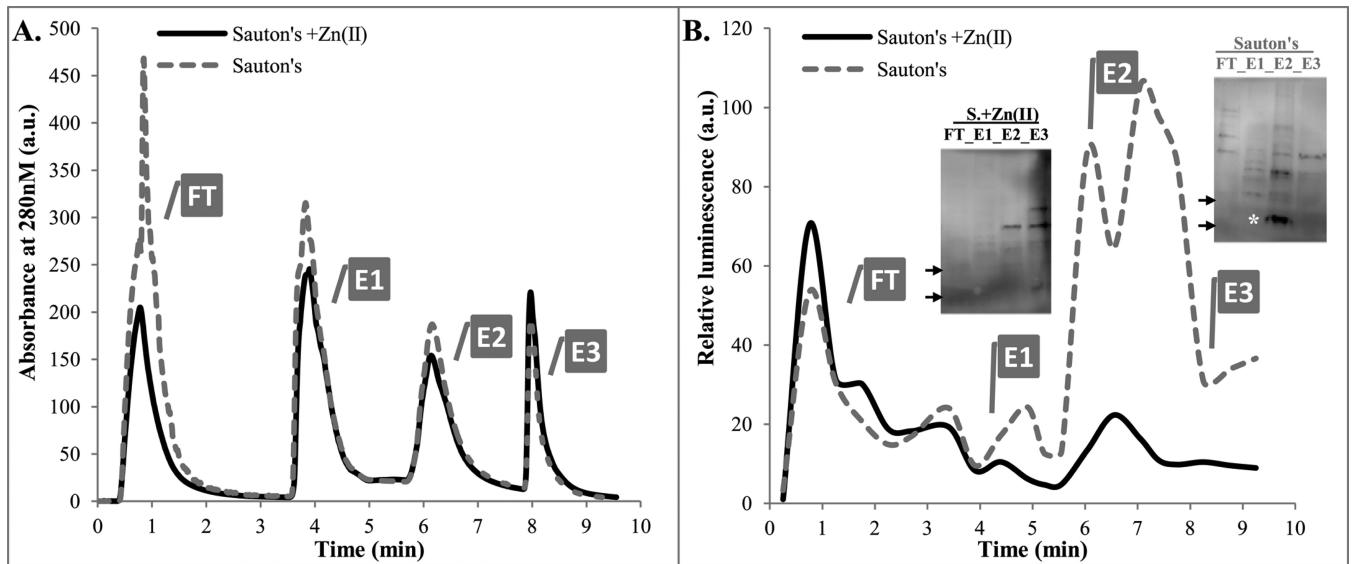 A.
Sauton's +Zn(II)
Sauton's
Absorbance at 280nM (a.u.)
500
450
400
350
300
250
200
150
100
50
0
FT
E1
E2
E3
0 1 2 3 4 5 6 7 8 9 10
Time (min)
B.
Sauton's +Zn(II)
Sauton's
Relative luminescence (a.u.)
120
100
80
60
40
20
0
FT
E1
E2
E3
S.+Zn(II)
FT_E1_E2_E3
Sauton's
FT_E1_E2_E3
*
0 1 2 3 4 5 6 7 8 9 10
Time (min)